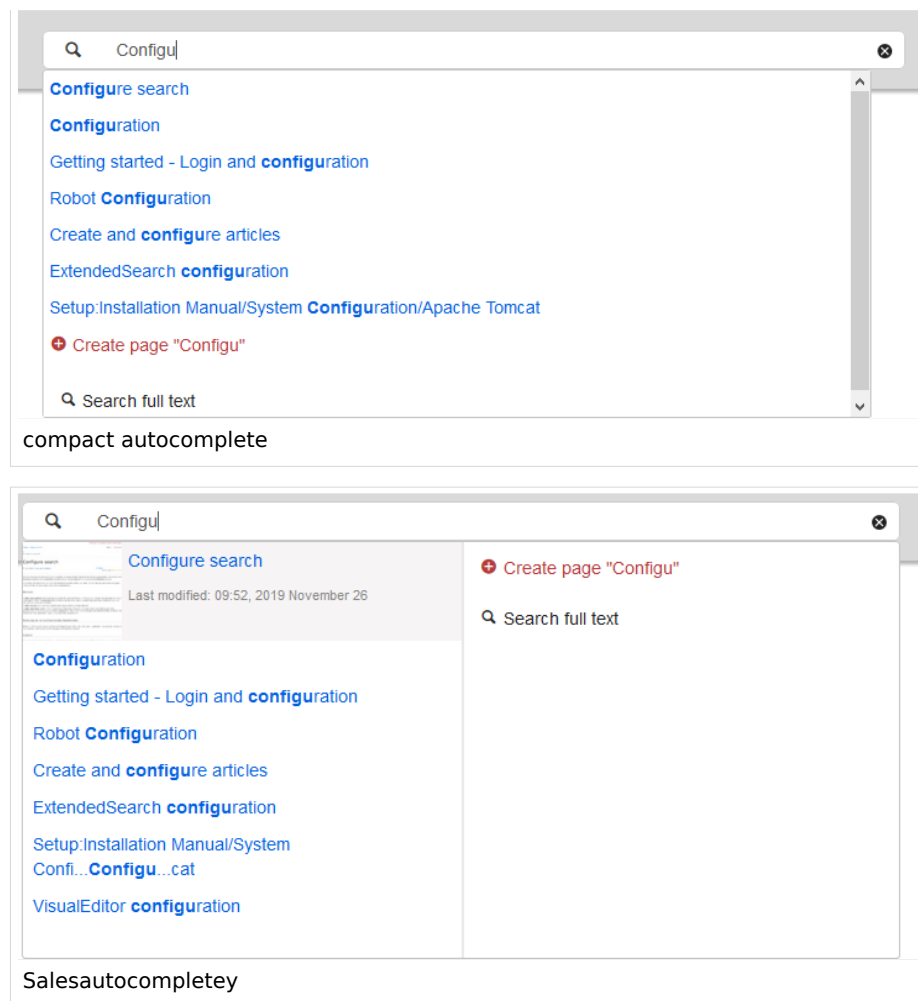 Configu
Configure search
Configuration
Getting started - Login and configuration
Robot Configuration
Create and configure articles
ExtendedSearch configuration
Setup:Installation Manual/System Configuration/Apache Tomcat
Create page "Configu"
Search full text
compact autocomplete
Configu
Configure search
Configure search
Last modified: 09:52, 2019 November 26
Configuration
Getting started - Login and configuration
Robot Configuration
Create and configure articles
ExtendedSearch configuration
Setup:Installation Manual/System
Confi...Configu...cat
VisualEditor configuration
Create page "Configu"
Search full text
Salesautocompletey